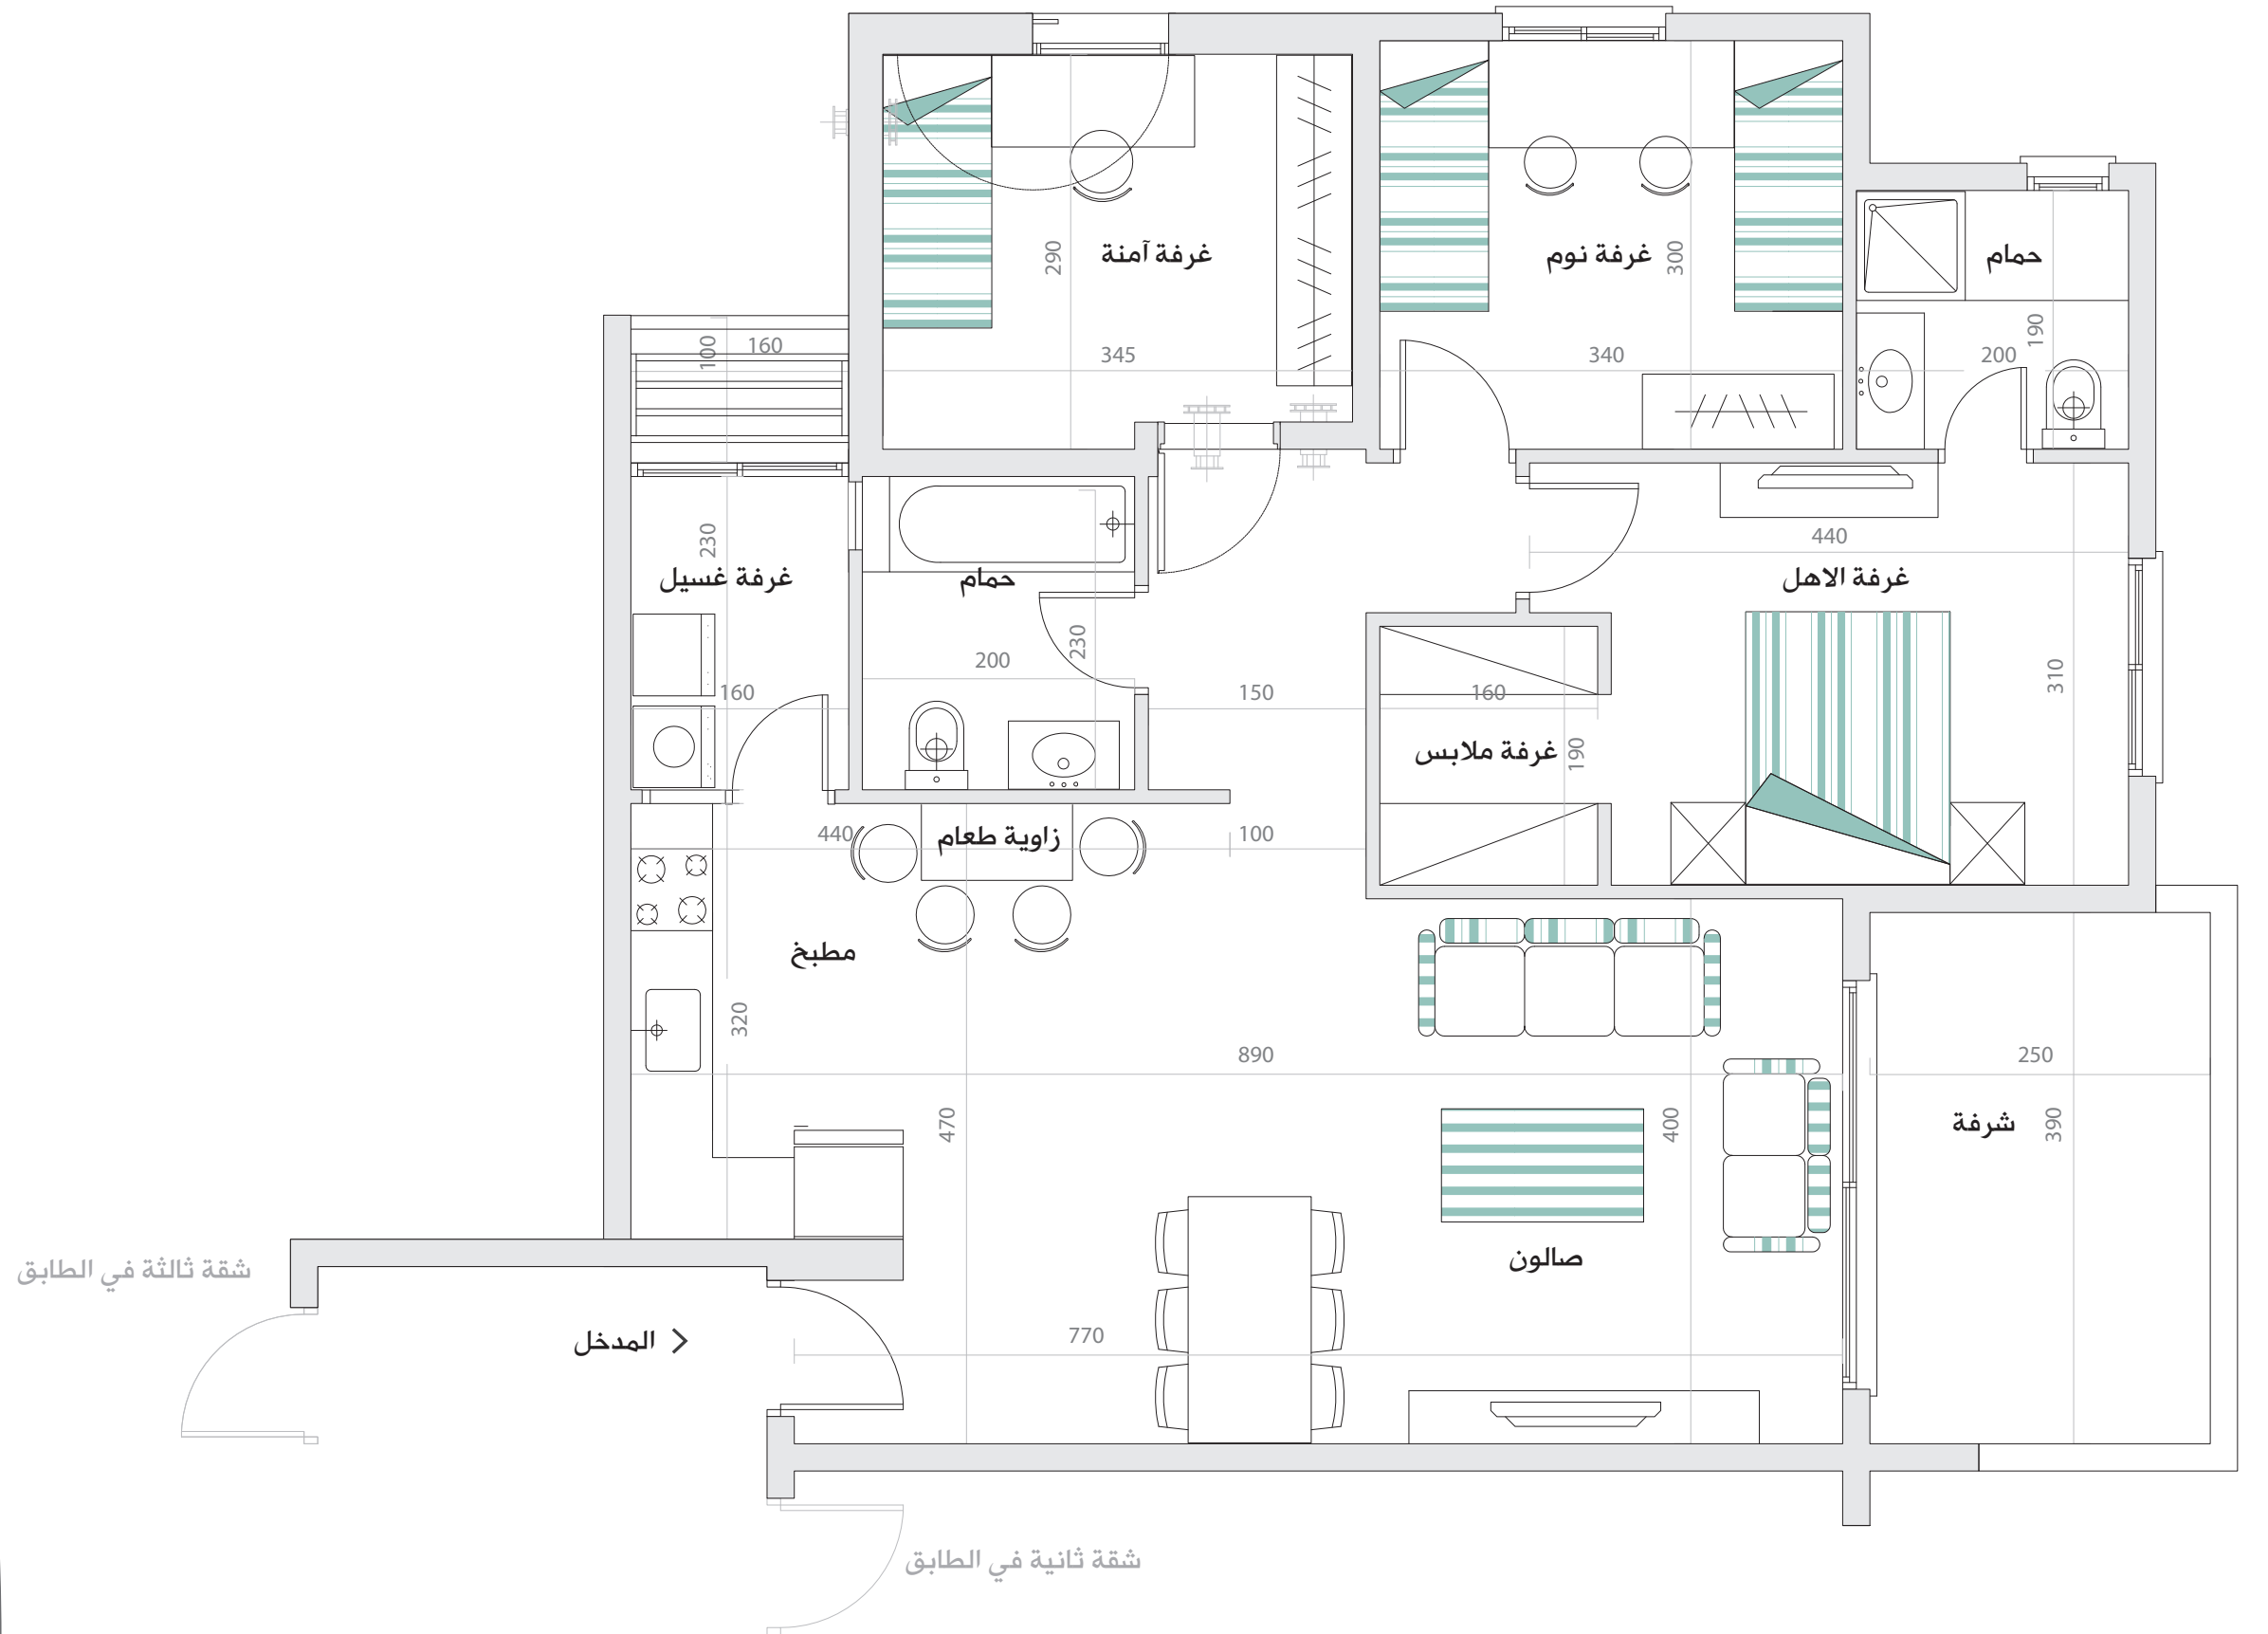 غرفة آمنة
290
345
غرفة نوم
300
340
حمام
190
200
100
160
230
غرفة غسيل
160
حمام
230
200
150
440
غرفة الاهل
310
160
غرفة ملابس
190
440
زاوية طعام
100
مطبخ
320
890
470
400
250
شرفة
390
صالون
770
المدخل
شقة ثالثة في الطابق
شقة ثانية في الطابق